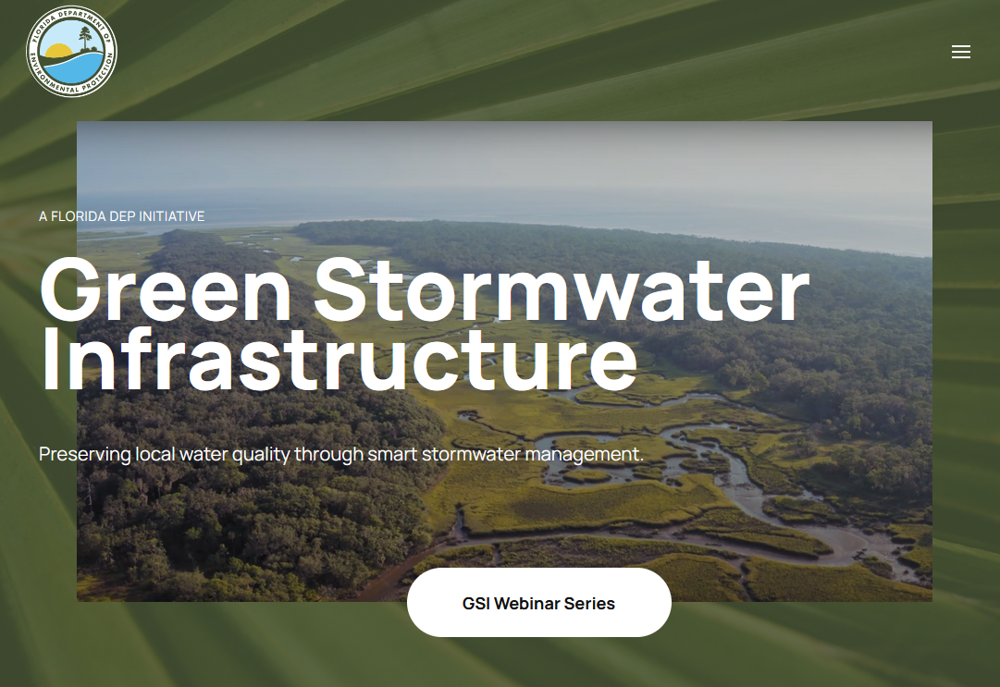 FLORIDA DEPARTMENT OF
ENVIRONMENTAL PROTECTION
A FLORIDA DEP INITIATIVE
Green Stormwater
Infrastructure
Preserving local water quality through smart stormwater management.
GSI Webinar Series